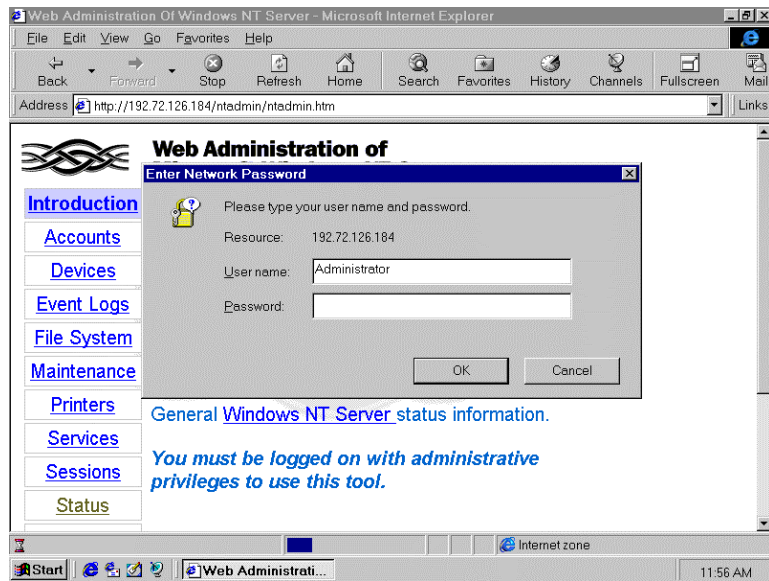 Web Administration Of Windows NT Server - Microsoft Internet Explorer
File Edit View Go Favorites Help
Back Forward Stop Refresh Home Search Favorites History Channels Fullscreen Mail
Address http://192.72.126.184/ntadmin/ntadmin.htm Links
Web Administration of
Enter Network Password
Please type your user name and password.
Resource: 192.72.126.184
User name: Administrator
Password:
OK Cancel
Introduction
Accounts
Devices
Event Logs
File System
Maintenance
Printers
Services
Sessions
Status
General Windows NT Server status information.
You must be logged on with administrative
privileges to use this tool.
Internet zone
Start Web Administrati... 11:56 AM